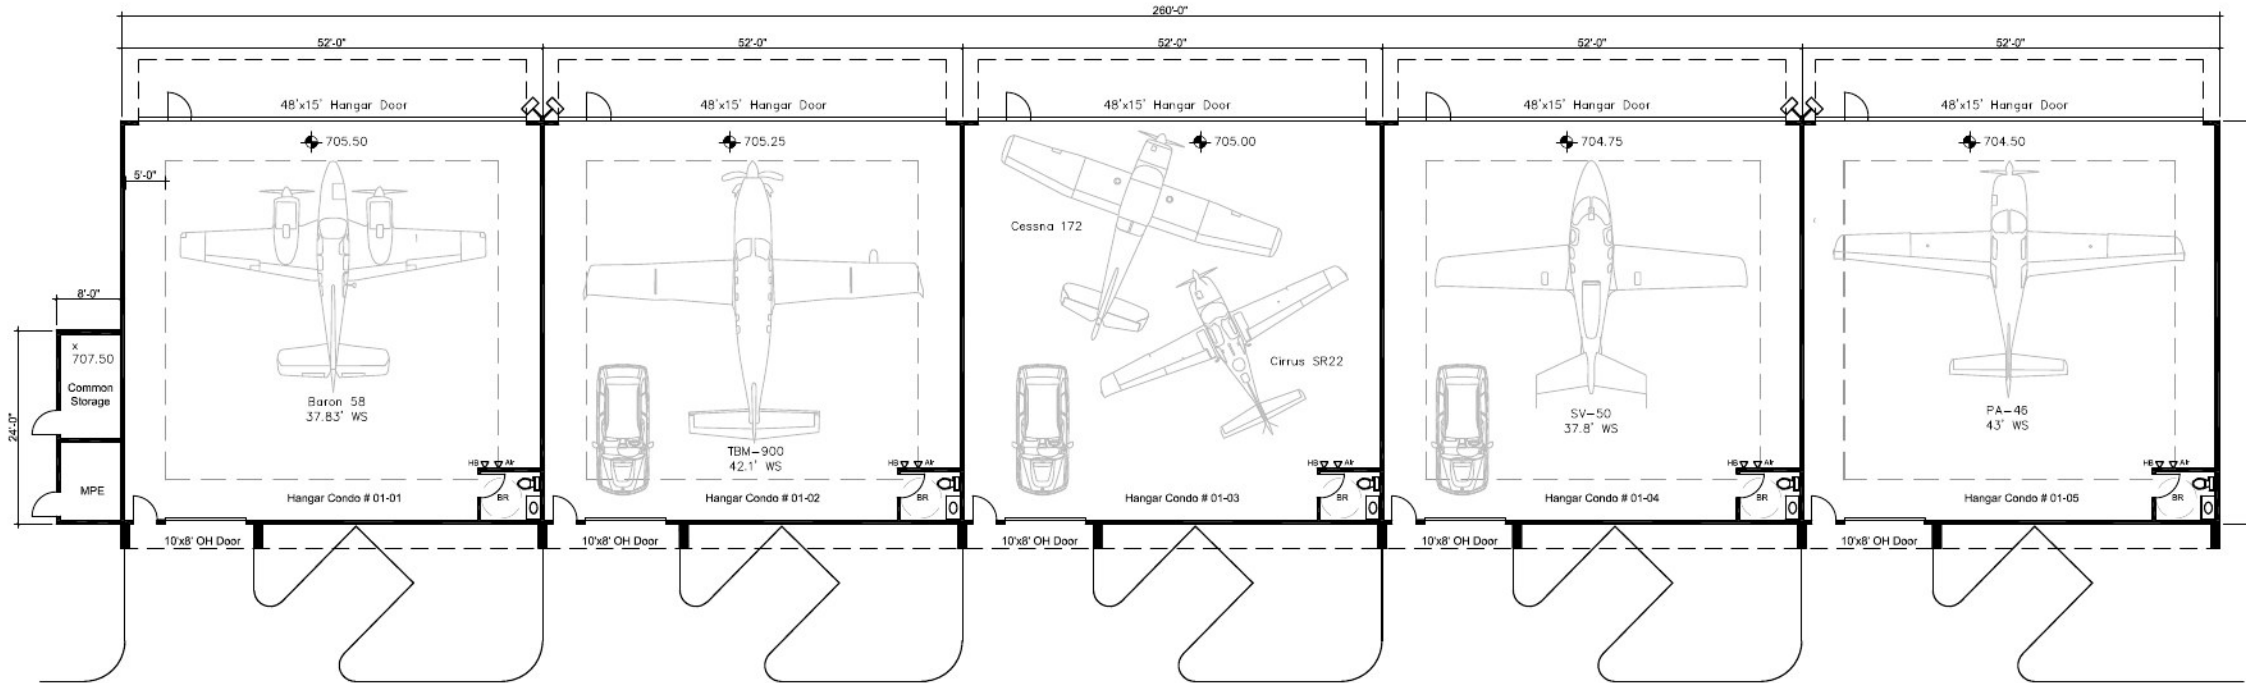 260'-0"
52'-0" 52'-0" 52'-0" 52'-0" 52'-0"
48'x15' Hangar Door 48'x15' Hangar Door 48'x15' Hangar Door 48'x15' Hangar Door 48'x15' Hangar Door
705.50 705.25 705.00 704.75 704.50
5'-0"
Cessna 172
8'-0"
x
707.50
Common
Storage
24'-0"
MPE
Cirrus SR22
Baron 58
37.83' WS
TBM-900
42.1' WS
SV-50
37.8' WS
PA-46
43' WS
HB Air HB Air HB Air HB Air HB Air
BR BR BR BR BR
Hangar Condo # 01-01 Hangar Condo # 01-02 Hangar Condo # 01-03 Hangar Condo # 01-04 Hangar Condo # 01-05
10'x8' OH Door 10'x8' OH Door 10'x8' OH Door 10'x8' OH Door 10'x8' OH Door